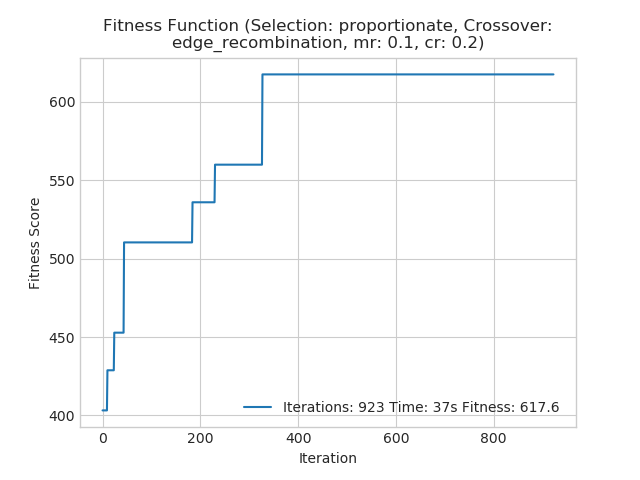 Fitness Function (Selection: proportionate, Crossover:
edge_recombination, mr: 0.1, cr: 0.2)
Fitness Score
600
550
500
450
400
Iterations: 923 Time: 37s Fitness: 617.6
0 200 400 600 800
Iteration